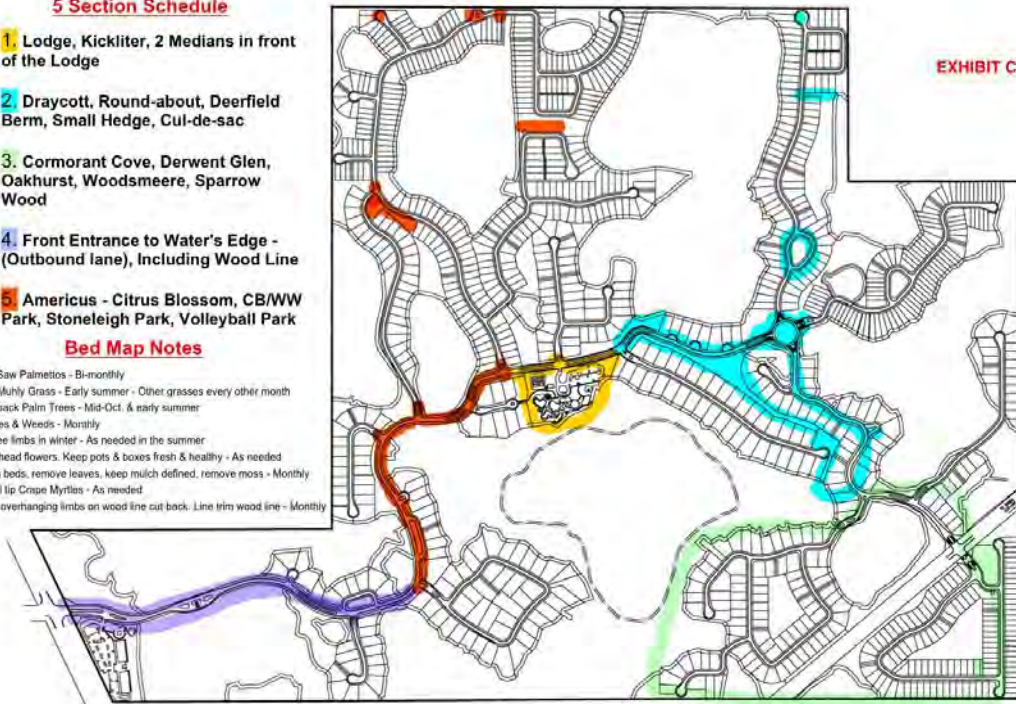 5 Section Schedule
1. Lodge, Kickliter, 2 Medians in front
of the Lodge
2. Draycott, Round-about, Deerfield
Berm, Small Hedge, Cul-de-sac
3. Cormorant Cove, Derwent Glen,
Oakhurst, Woodsmeere, Sparrow
Wood
4. Front Entrance to Water's Edge -
(Outbound lane), Including Wood Line
5. Americus - Citrus Blossom, CB/WW
Park, Stoneleigh Park, Volleyball Park
Bed Map Notes
Saw Palmettos - Bi-monthly
Muhly Grass - Early summer - Other grasses every other month
back Palm Trees - Mid-Oct. & early summer
es & Weeds - Monthly
ee limbs in winter - As needed in the summer
head flowers. Keep pots & boxes fresh & healthy - As needed
beds, remove leaves, keep mulch defined, remove moss - Monthly
tip Crape Myrtles - As needed
overhanging limbs on wood line cut back. Line trim wood line - Monthly
EXHIBIT C